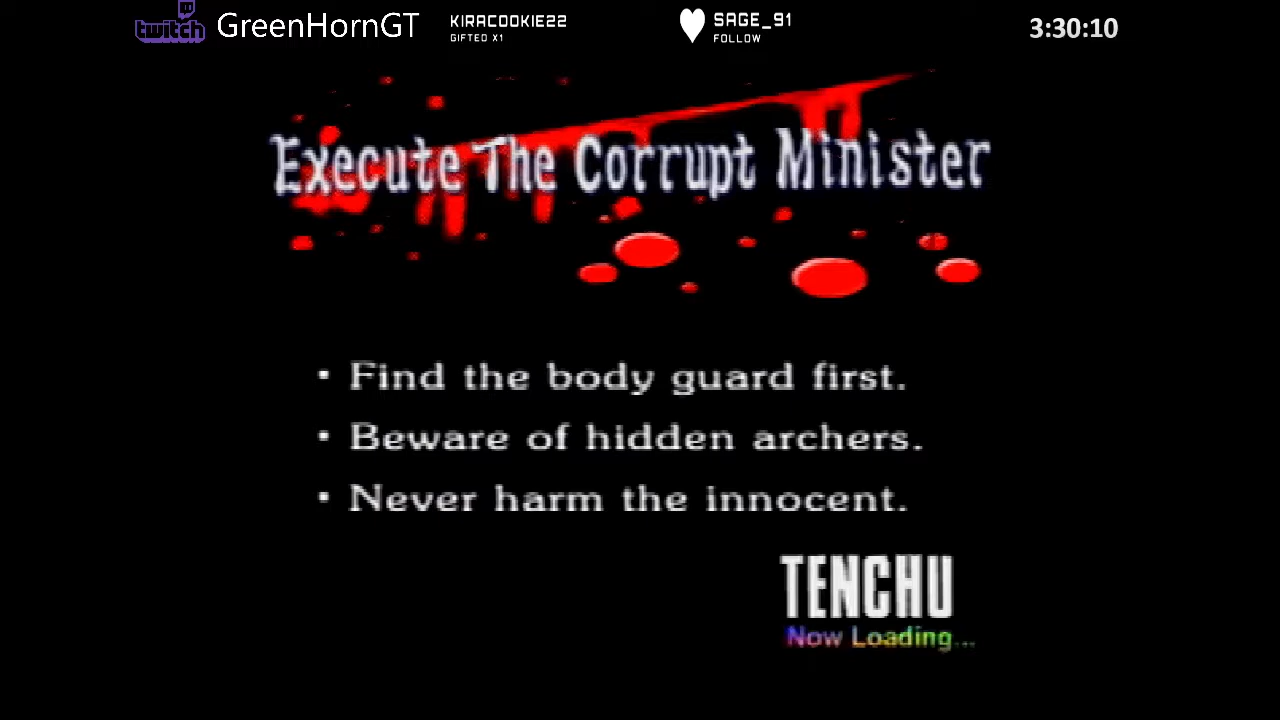 twitch GreenHornGT KIRACOOKIE22 SAGE_91 3:30:10
GIFTED X1 FOLLOW
Execute The Corrupt Minister
• Find the body guard first.
• Beware of hidden archers.
• Never harm the innocent.
TENCHU
Now Loading...